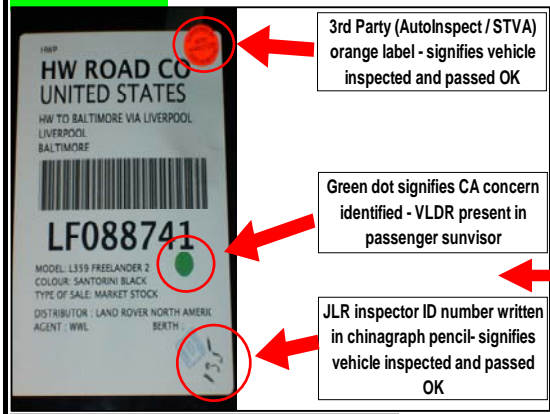 HWP
HW ROAD CO
UNITED STATES
HW TO BALTIMORE VIA LIVERPOOL
LIVERPOOL
BALTIMORE
LF088741
MODEL: L359 FREELANDER 2
COLOUR: SANTORINI BLACK
TYPE OF SALE: MARKET STOCK
DISTRIBUTOR : LAND ROVER NORTH AMERIC
AGENT : WWL BERTH :
135
3rd Party (AutoInspect / STVA)
orange label - signifies vehicle
inspected and passed OK
Green dot signifies CA concern
identified - VLDR present in
passenger sunvisor
JLR inspector ID number written
in chinagraph pencil- signifies
vehicle inspected and passed
OK